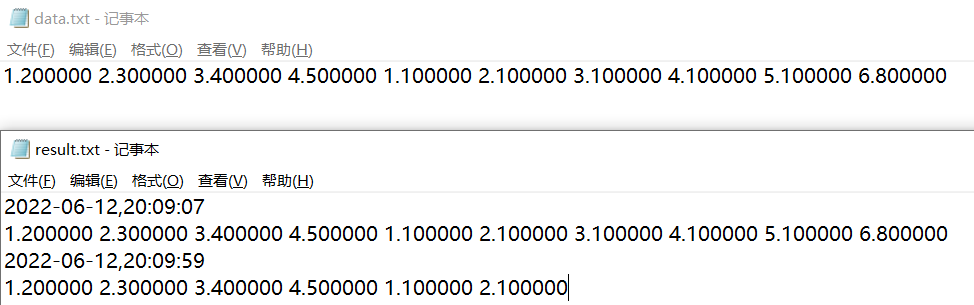 data.txt - 记事本
文件(F) 编辑(E) 格式(O) 查看(V) 帮助(H)
1.200000 2.300000 3.400000 4.500000 1.100000 2.100000 3.100000 4.100000 5.100000 6.800000
result.txt - 记事本
文件(F) 编辑(E) 格式(O) 查看(V) 帮助(H)
2022-06-12,20:09:07
1.200000 2.300000 3.400000 4.500000 1.100000 2.100000 3.100000 4.100000 5.100000 6.800000
2022-06-12,20:09:59
1.200000 2.300000 3.400000 4.500000 1.100000 2.100000